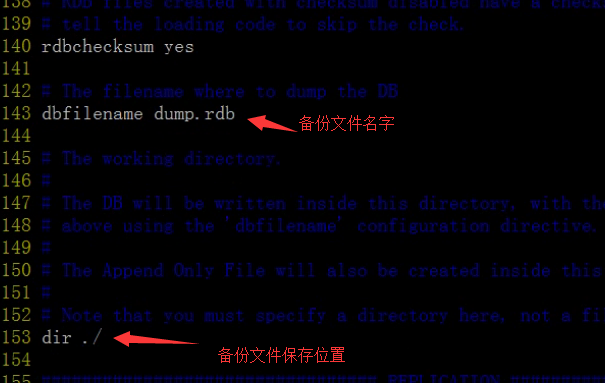 138 # RDB files created with checksum disabled have a checks
139 # tell the loading code to skip the check.
140 rdbchecksum yes
141
142 # The filename where to dump the DB
143 dbfilename dump.rdb
备份文件名字
144
145 # The working directory.
146 #
147 # The DB will be written inside this directory, with the
148 # above using the 'dbfilename' configuration directive.
149 #
150 # The Append Only File will also be created inside this
151 #
152 # Note that you must specify a directory here, not a fi
153 dir ./
备份文件保存位置
154
155 ################################ REPLICATION ##########